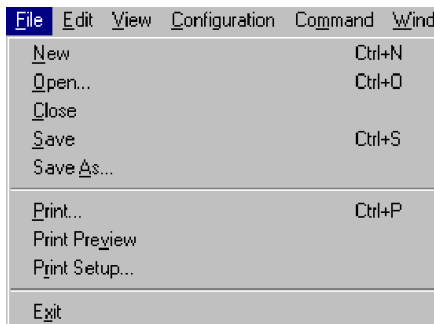 File Edit View Configuration Command Wind
New Ctrl+N
Open... Ctrl+O
Close
Save Ctrl+S
Save As...
Print... Ctrl+P
Print Preview
Print Setup...
Exit